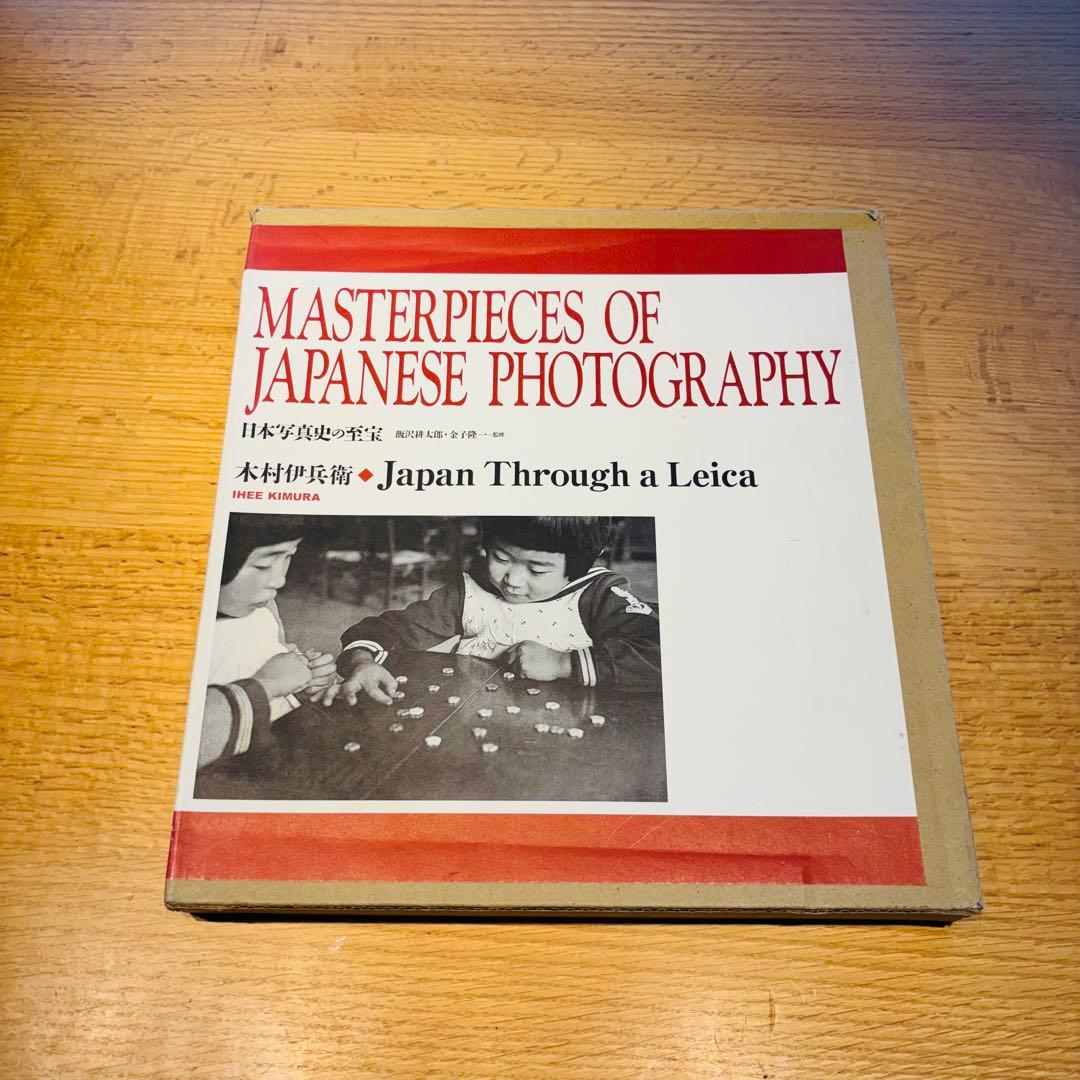 MASTERPIECES OF
JAPANESE PHOTOGRAPHY
日本写真史の至宝 飯沢耕太郎・金子隆一-監修
木村伊兵衛◆Japan Through a Leica
IHEE KIMURA